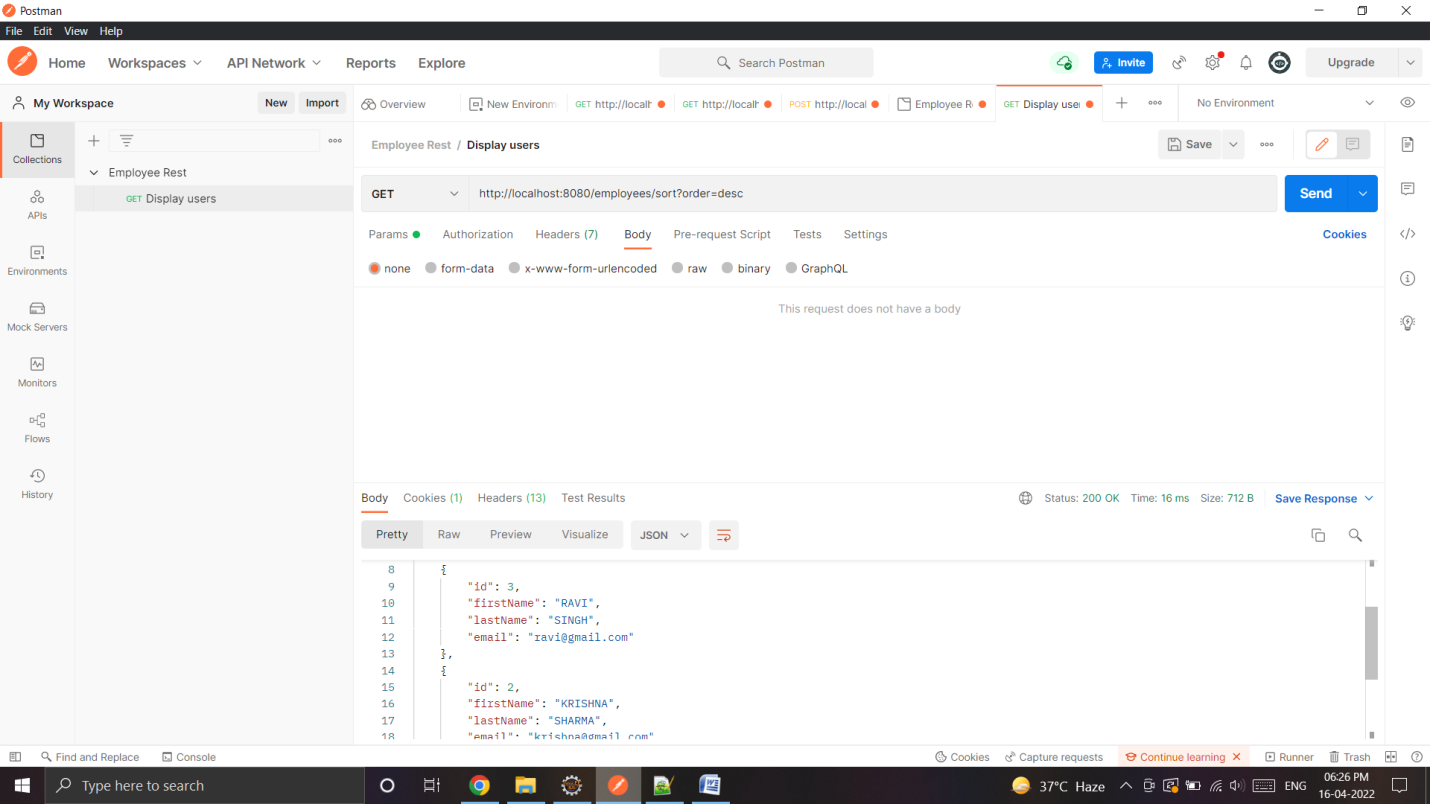 Postman
File Edit View Help
Home Workspaces API Network Reports Explore Search Postman Invite Upgrade
My Workspace New Import Overview New Environm GET http://localh GET http://localh POST http://local Employee R GET Display use No Environment
Employee Rest / Display users Save
Collections
Employee Rest
GET Display users
GET http://localhost:8080/employees/sort?order=desc Send
APIs
Params Authorization Headers (7) Body Pre-request Script Tests Settings Cookies
none form-data x-www-form-urlencoded raw binary GraphQL
Environments
This request does not have a body
Mock Servers
Monitors
Flows
History
Body Cookies (1) Headers (13) Test Results Status: 200 OK Time: 16 ms Size: 712 B Save Response
Pretty Raw Preview Visualize JSON
8 {
9 "id": 3,
10 "firstName": "RAVI",
11 "lastName": "SINGH",
12 "email": "ravi@gmail.com"
13 },
14 {
15 "id": 2,
16 "firstName": "KRISHNA",
17 "lastName": "SHARMA",
18 "email": "krishna@gmail.com"
Find and Replace Console Cookies Capture requests Continue learning Runner Trash
Type here to search 37°C Haze ENG 06:26 PM
16-04-2022